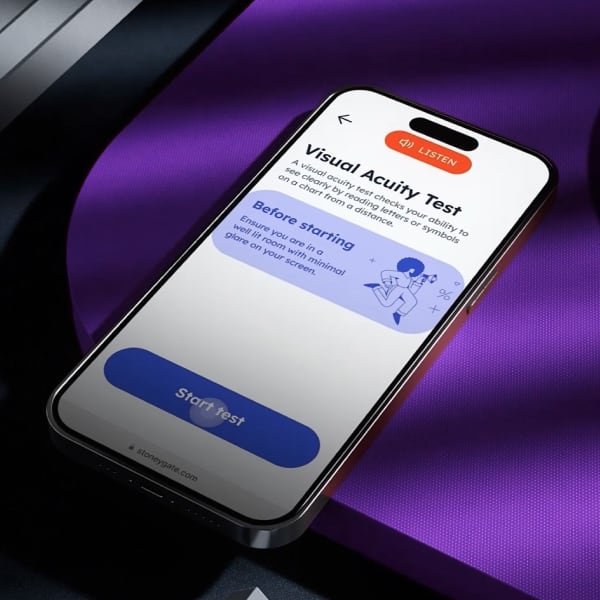 LISTEN
Visual Acuity Test
A visual acuity test checks your ability to
see clearly by reading letters or symbols
on a chart from a distance.
Before starting
Ensure you are in a
well lit room with minimal
glare on your screen.
%
Start test
stoneygate.com